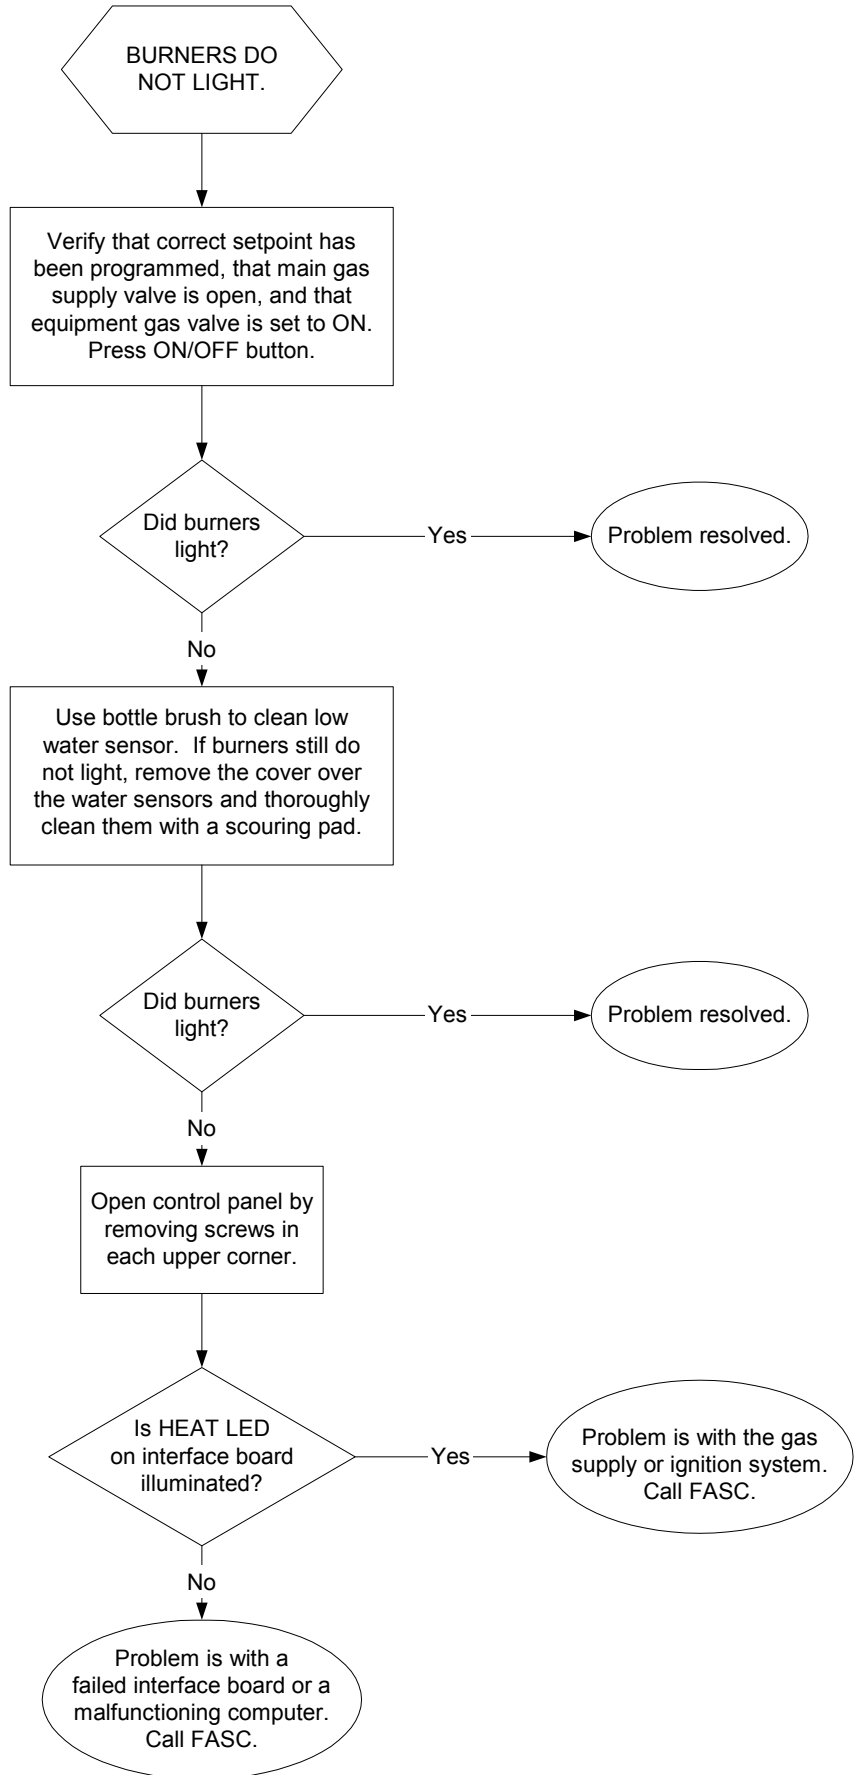 BURNERS DO
NOT LIGHT.
Verify that correct setpoint has
been programmed, that main gas
supply valve is open, and that
equipment gas valve is set to ON.
Press ON/OFF button.
Did burners
light?
Yes
Problem resolved.
No
Use bottle brush to clean low
water sensor.  If burners still do
not light, remove the cover over
the water sensors and thoroughly
clean them with a scouring pad.
Did burners
light?
Yes
Problem resolved.
No
Open control panel by
removing screws in
each upper corner.
Is HEAT LED
on interface board
illuminated?
Yes
Problem is with the gas
supply or ignition system.
Call FASC.
No
Problem is with a
failed interface board or a
malfunctioning computer.
Call FASC.